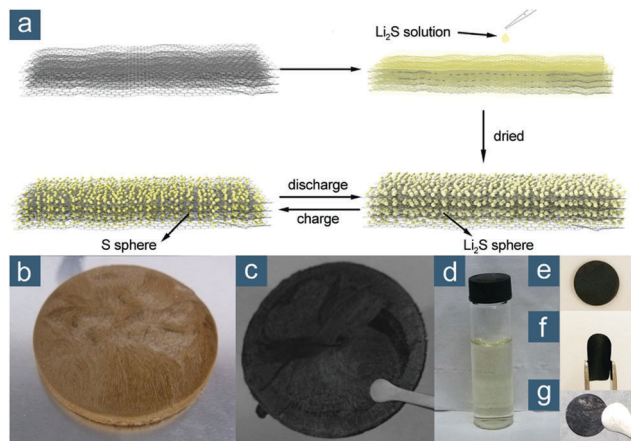 a
Li₂S solution
dried
discharge
charge
S sphere
Li₂S sphere
b
c
d
e
f
g